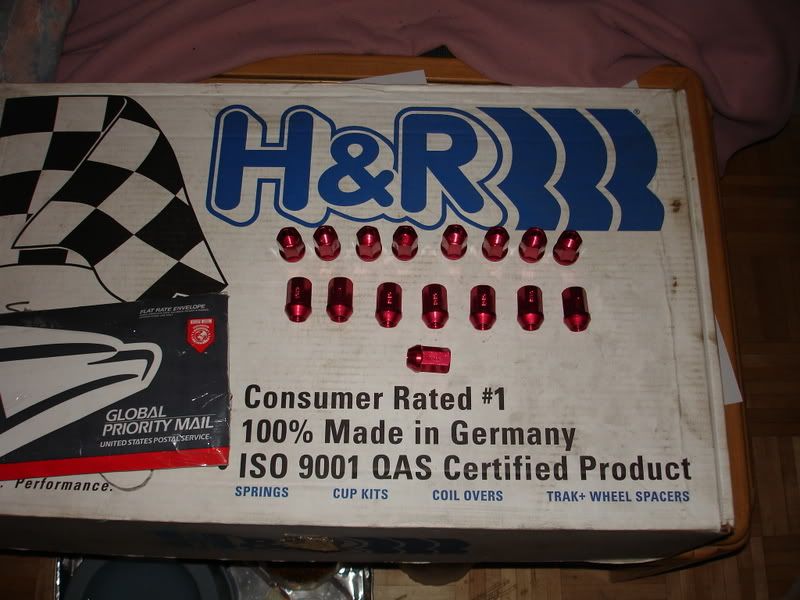 H&R
®
FLAT RATE ENVELOPE
GLOBAL
PRIORITY MAIL
UNITED STATES POSTAL SERVICE
Consumer Rated #1
100% Made in Germany
ISO 9001 QAS Certified Product
Performance.
SPRINGS CUP KITS COIL OVERS TRAK+ WHEEL SPACERS